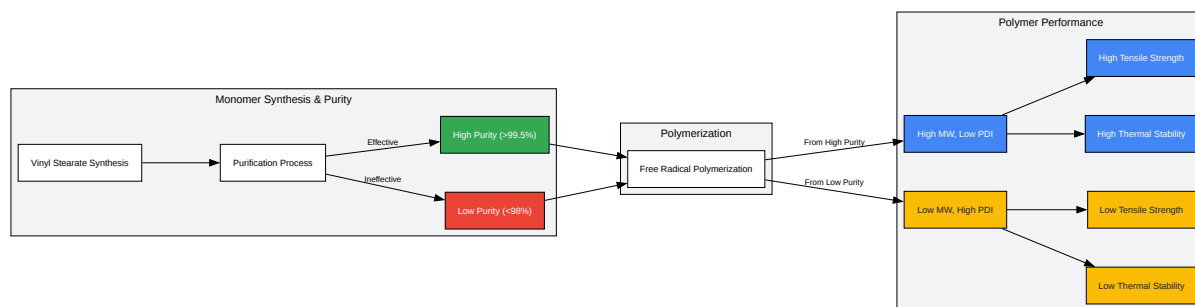 Monomer Synthesis & Purity
Vinyl Stearate Synthesis
Purification Process
Effective
Ineffective
High Purity (>99.5%)
Low Purity (<98%)
Polymerization
Free Radical Polymerization
From High Purity
From Low Purity
Polymer Performance
High MW, Low PDI
High Tensile Strength
High Thermal Stability
Low MW, High PDI
Low Tensile Strength
Low Thermal Stability